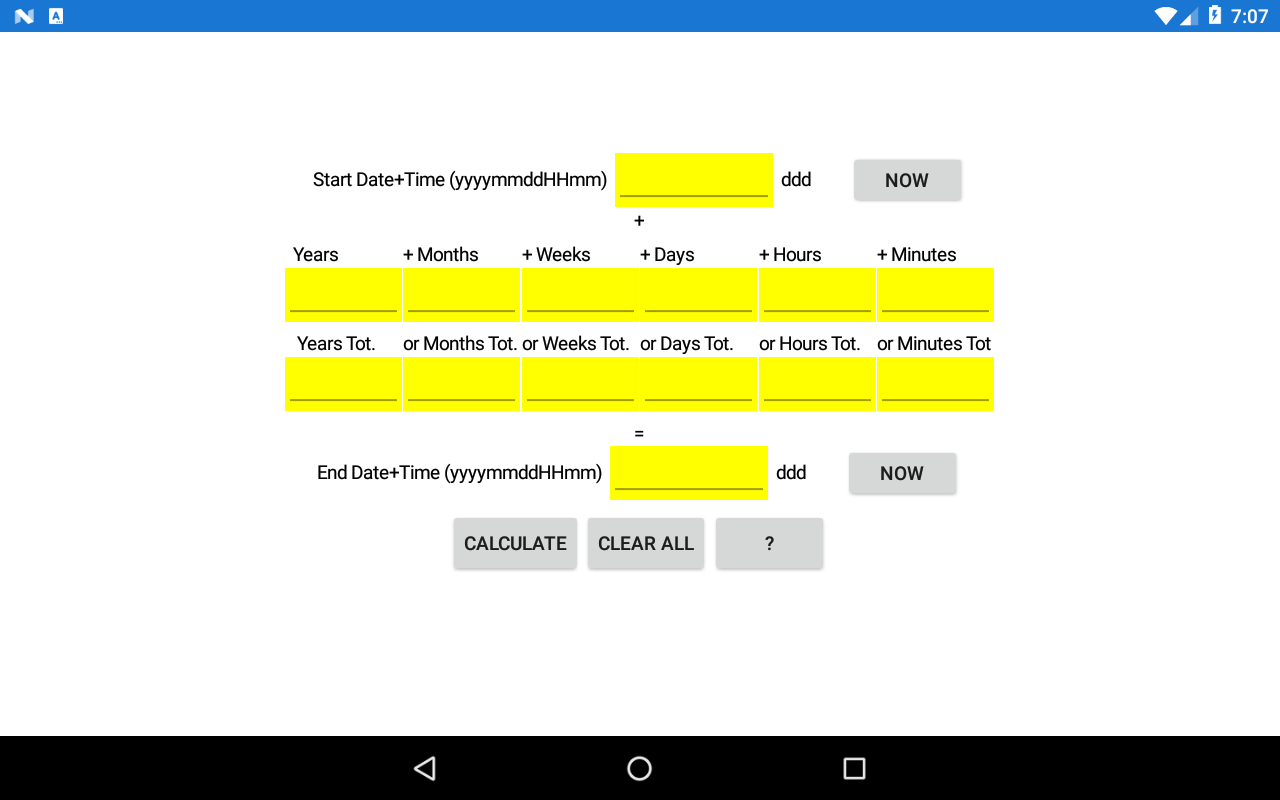 7:07
Start Date+Time (yyyymmddHHmm) ddd NOW
+
Years + Months + Weeks + Days + Hours + Minutes
Years Tot. or Months Tot. or Weeks Tot. or Days Tot. or Hours Tot. or Minutes Tot
=
End Date+Time (yyyymmddHHmm) ddd NOW
CALCULATE CLEAR ALL ?